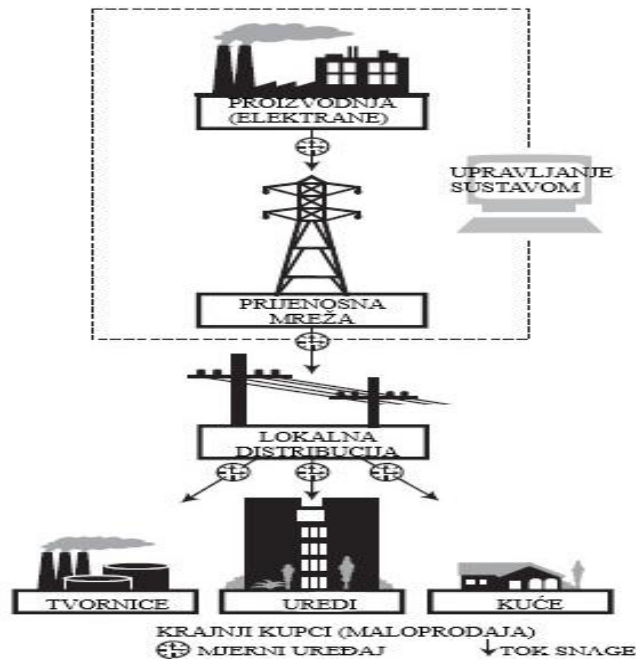 PROIZVODNJA
(ELEKTRANE)
UPRAVLJANJE
SUSTAVOM
PRIJENOSNA
MREŽA
LOKALNA
DISTRIBUCIJA
TVORNICE
UREDI
KUĆE
KRAJNJI KUPCI (MALOPRODAJA)
MJERNI UREĐAJ
TOK SNAGE